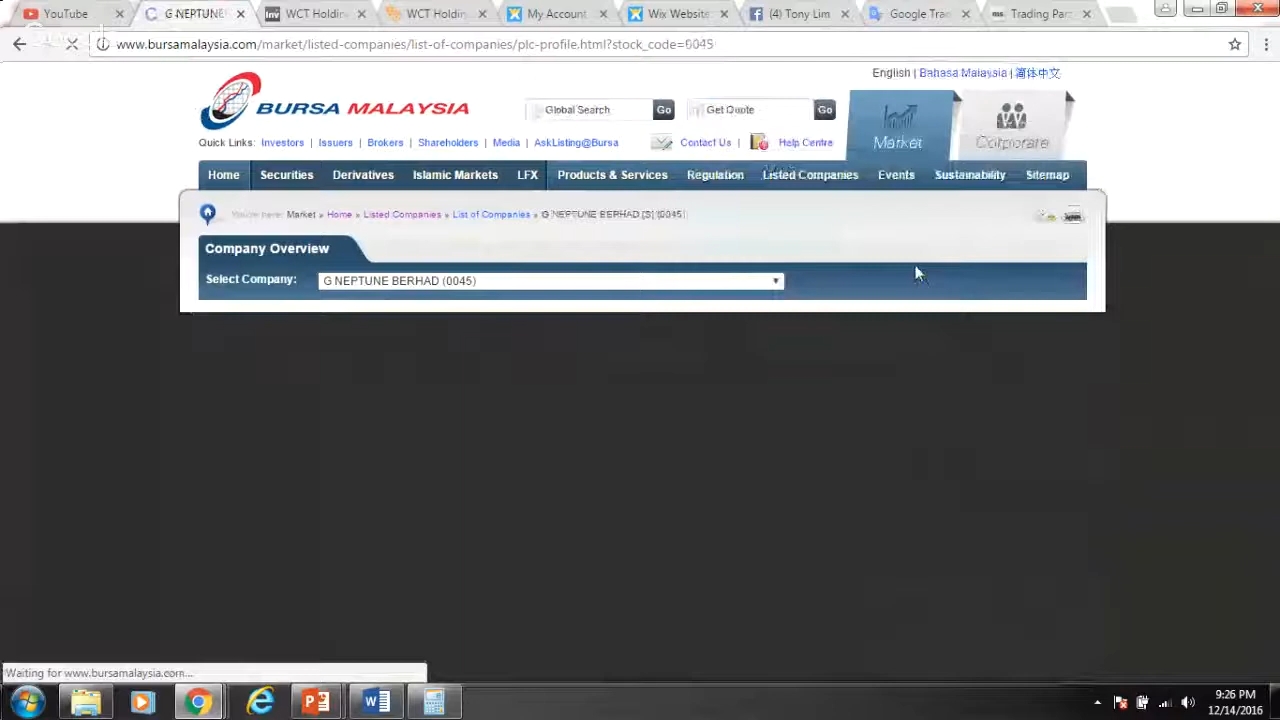 YouTube × G NEPTUNE × WCT Holdin × WCT Holdin × My Account × Wix Website × (4) Tony Lim × Google Tra × Trading Par ×
www.bursamalaysia.com/market/listed-companies/list-of-companies/plc-profile.html?stock_code=0045
English | Bahasa Malaysia | 简体中文
BURSA MALAYSIA Global Search Go Get Quote Go Market Corporate
Quick Links: Investors | Issuers | Brokers | Shareholders | Media | AskListing@Bursa Contact Us | Help Centre
Home Securities Derivatives Islamic Markets LFX Products & Services Regulation Listed Companies Events Sustainability Sitemap
You're here: Market » Home » Listed Companies » List of Companies » G NEPTUNE BERHAD [S] (0045)
Company Overview
Select Company: G NEPTUNE BERHAD (0045)
Waiting for www.bursamalaysia.com...
9:26 PM
12/14/2016